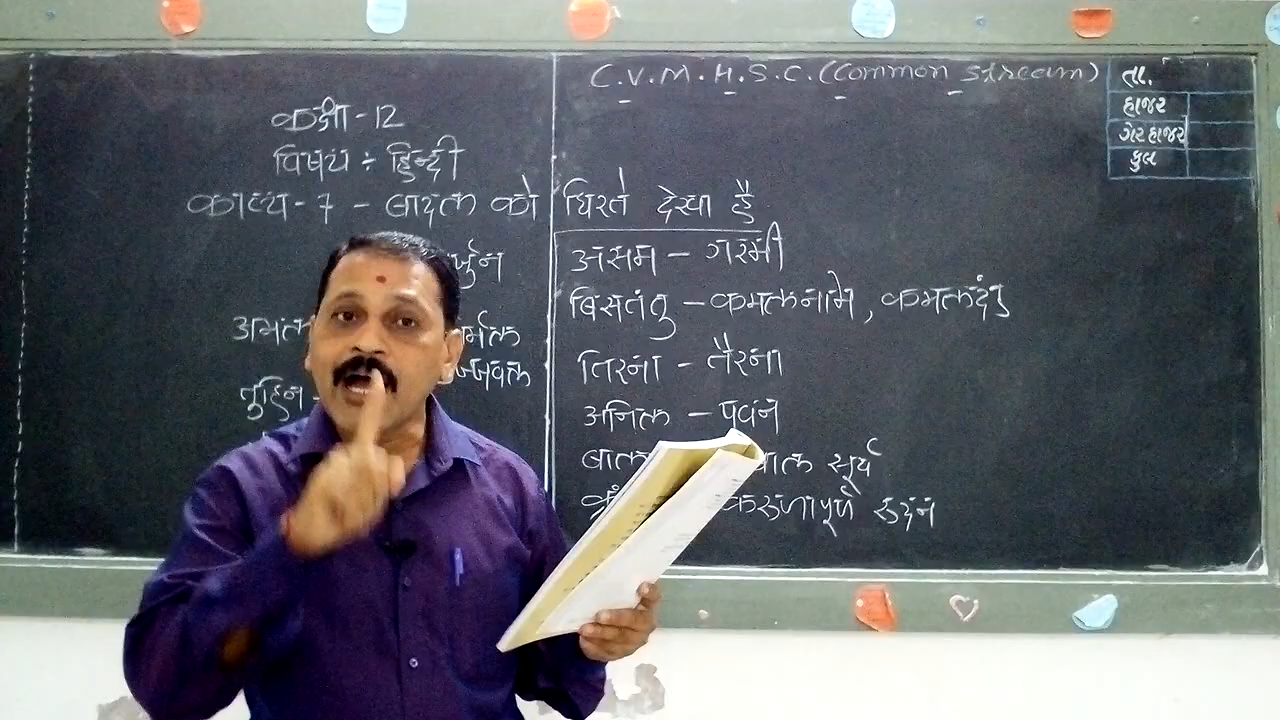 C.V.M.H.S.C. (Common stream)
તા.
હાજર
ગેરહાજર
કુલ
कक्षा - 12
विषय ÷ हिन्दी
काव्य - 7 - बादल को घिरते देखा है
असम - गरमी
बिसतंतु - कमलनामे, कमलदंड
तिरना - तैरना
अनिल - पवन
तुहिन -
बाल सूर्य
करुणापूर्ण रुदन